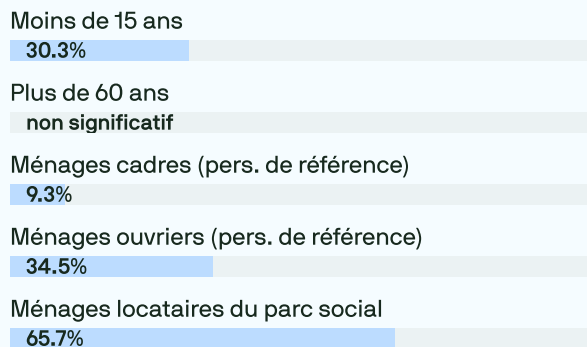 Moins de 15 ans
30.3%
Plus de 60 ans
non significatif
Ménages cadres (pers. de référence)
9.3%
Ménages ouvriers (pers. de référence)
34.5%
Ménages locataires du parc social
65.7%